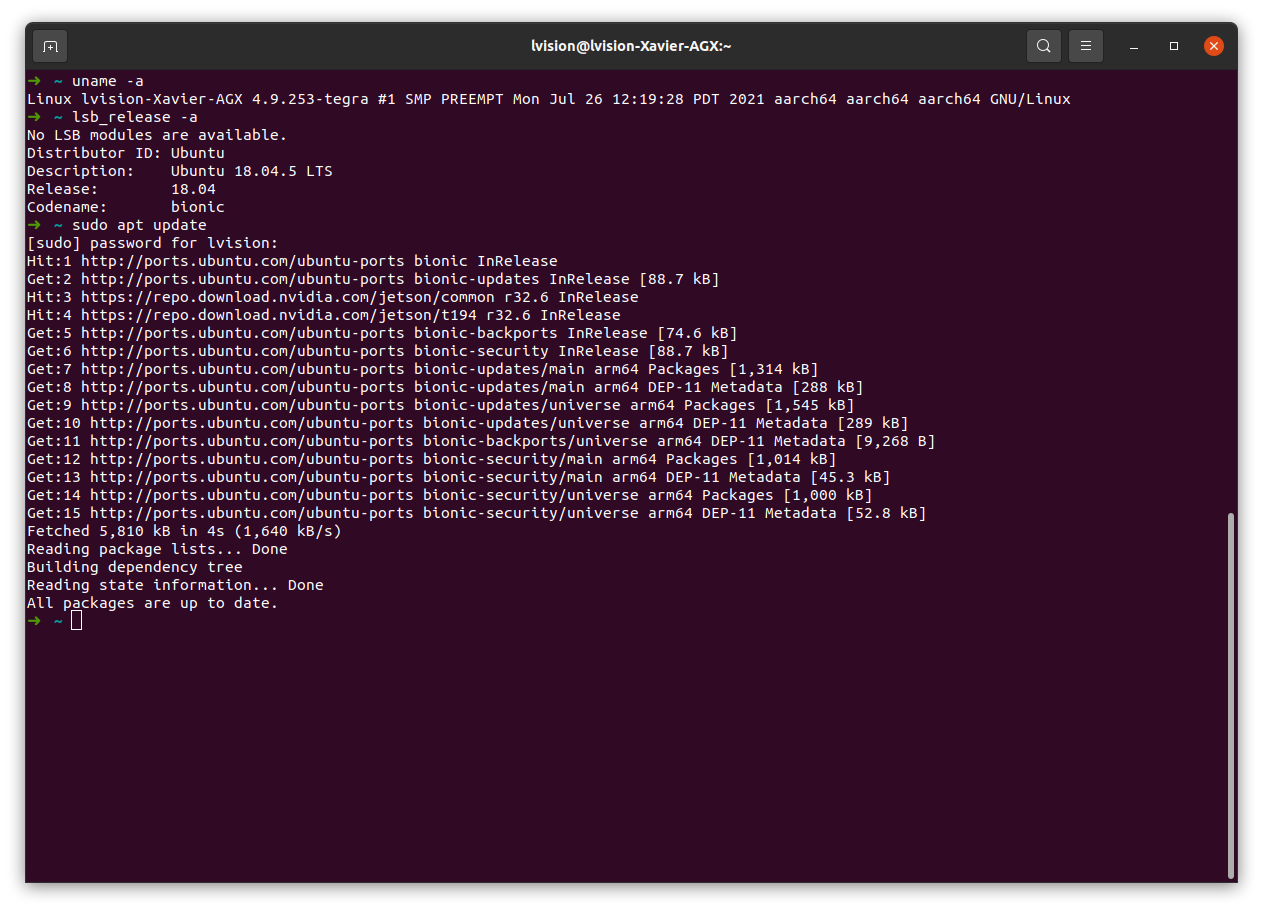 lvision@lvision-Xavier-AGX:~
➜ ~ uname -a
Linux lvision-Xavier-AGX 4.9.253-tegra #1 SMP PREEMPT Mon Jul 26 12:19:28 PDT 2021 aarch64 aarch64 aarch64 GNU/Linux
➜ ~ lsb_release -a
No LSB modules are available.
Distributor ID: Ubuntu
Description:    Ubuntu 18.04.5 LTS
Release:        18.04
Codename:       bionic
➜ ~ sudo apt update
[sudo] password for lvision:
Hit:1 http://ports.ubuntu.com/ubuntu-ports bionic InRelease
Get:2 http://ports.ubuntu.com/ubuntu-ports bionic-updates InRelease [88.7 kB]
Hit:3 https://repo.download.nvidia.com/jetson/common r32.6 InRelease
Hit:4 https://repo.download.nvidia.com/jetson/t194 r32.6 InRelease
Get:5 http://ports.ubuntu.com/ubuntu-ports bionic-backports InRelease [74.6 kB]
Get:6 http://ports.ubuntu.com/ubuntu-ports bionic-security InRelease [88.7 kB]
Get:7 http://ports.ubuntu.com/ubuntu-ports bionic-updates/main arm64 Packages [1,314 kB]
Get:8 http://ports.ubuntu.com/ubuntu-ports bionic-updates/main arm64 DEP-11 Metadata [288 kB]
Get:9 http://ports.ubuntu.com/ubuntu-ports bionic-updates/universe arm64 Packages [1,545 kB]
Get:10 http://ports.ubuntu.com/ubuntu-ports bionic-updates/universe arm64 DEP-11 Metadata [289 kB]
Get:11 http://ports.ubuntu.com/ubuntu-ports bionic-backports/universe arm64 DEP-11 Metadata [9,268 B]
Get:12 http://ports.ubuntu.com/ubuntu-ports bionic-security/main arm64 Packages [1,014 kB]
Get:13 http://ports.ubuntu.com/ubuntu-ports bionic-security/main arm64 DEP-11 Metadata [45.3 kB]
Get:14 http://ports.ubuntu.com/ubuntu-ports bionic-security/universe arm64 Packages [1,000 kB]
Get:15 http://ports.ubuntu.com/ubuntu-ports bionic-security/universe arm64 DEP-11 Metadata [52.8 kB]
Fetched 5,810 kB in 4s (1,640 kB/s)
Reading package lists... Done
Building dependency tree
Reading state information... Done
All packages are up to date.
➜ ~